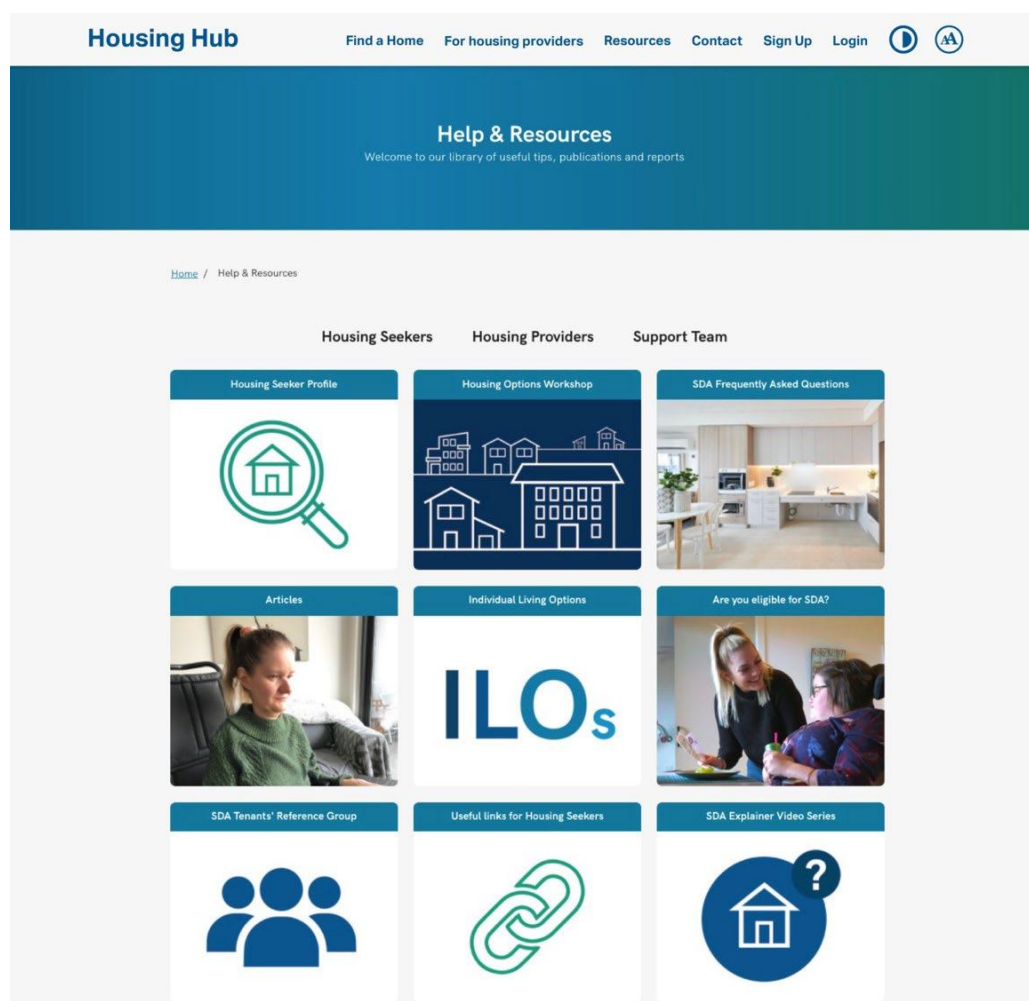 Housing Hub
Find a Home For housing providers Resources Contact Sign Up Login AA
Help & Resources
Welcome to our library of useful tips, publications and reports
Home / Help & Resources
Housing Seekers Housing Providers Support Team
Housing Seeker Profile Housing Options Workshop SDA Frequently Asked Questions
Articles Individual Living Options Are you eligible for SDA?
ILOs
SDA Tenants' Reference Group Useful links for Housing Seekers SDA Explainer Video Series
?